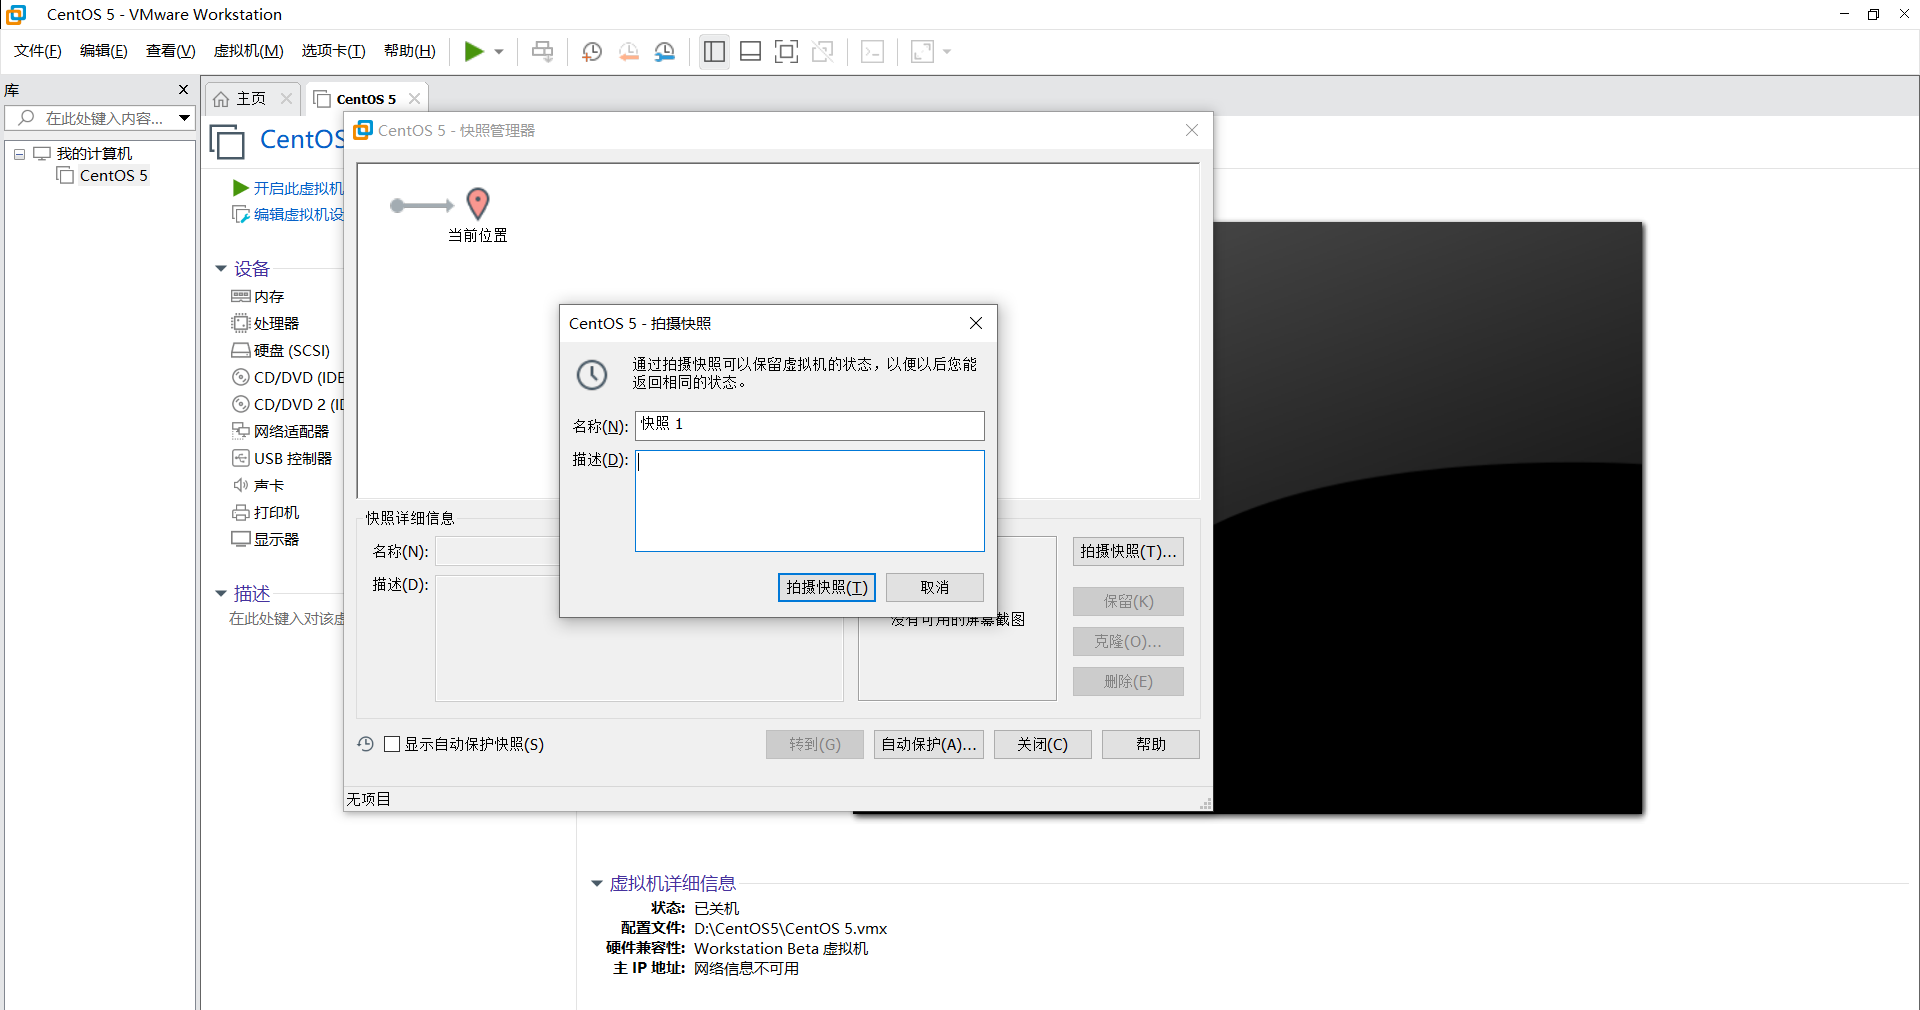 CentOS 5 - VMware Workstation
文件(F) 编辑(E) 查看(V) 虚拟机(M) 选项卡(T) 帮助(H)
库
在此处键入内容...
我的计算机
CentOS 5
主页
CentOS 5
CentOS
开启此虚拟机
编辑虚拟机设
设备
内存
处理器
硬盘 (SCSI)
CD/DVD (IDE
CD/DVD 2 (ID
网络适配器
USB 控制器
声卡
打印机
显示器
描述
在此处键入对该虚
CentOS 5 - 快照管理器
当前位置
快照详细信息
名称(N):
描述(D):
没有可用的屏幕截图
拍摄快照(T)...
保留(K)
克隆(O)...
删除(E)
显示自动保护快照(S)
转到(G)
自动保护(A)...
关闭(C)
帮助
无项目
CentOS 5 - 拍摄快照
通过拍摄快照可以保留虚拟机的状态，以便以后您能
返回相同的状态。
名称(N): 快照 1
描述(D):
拍摄快照(T)
取消
虚拟机详细信息
状态: 已关机
配置文件: D:\CentOS5\CentOS 5.vmx
硬件兼容性: Workstation Beta 虚拟机
主 IP 地址: 网络信息不可用